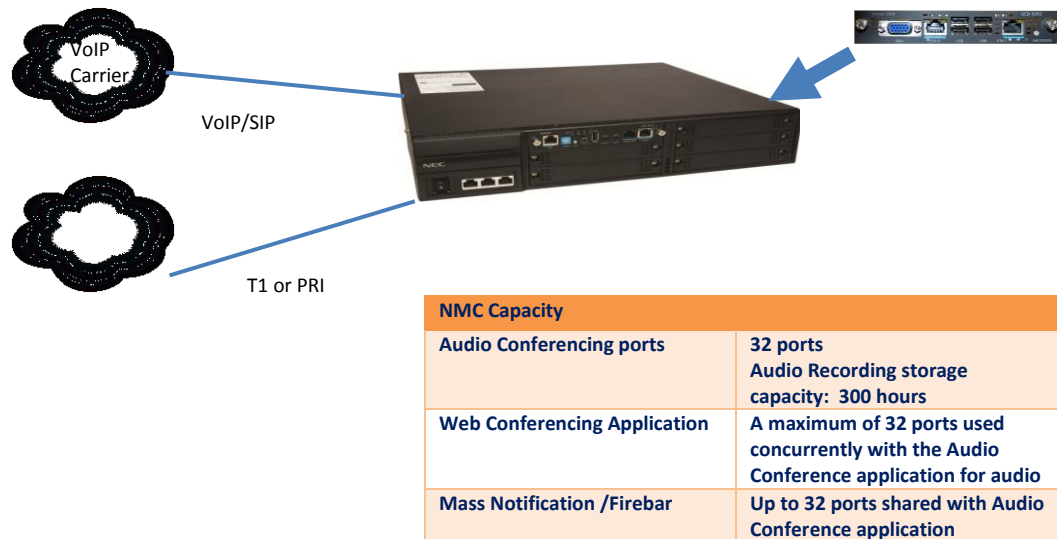 VoIP
Carrier
VoIP/SIP
NEC
T1 or PRI
NMC Capacity
Audio Conferencing ports
32 ports
Audio Recording storage
capacity: 300 hours
Web Conferencing Application
A maximum of 32 ports used
concurrently with the Audio
Conference application for audio
Mass Notification /Firebar
Up to 32 ports shared with Audio
Conference application